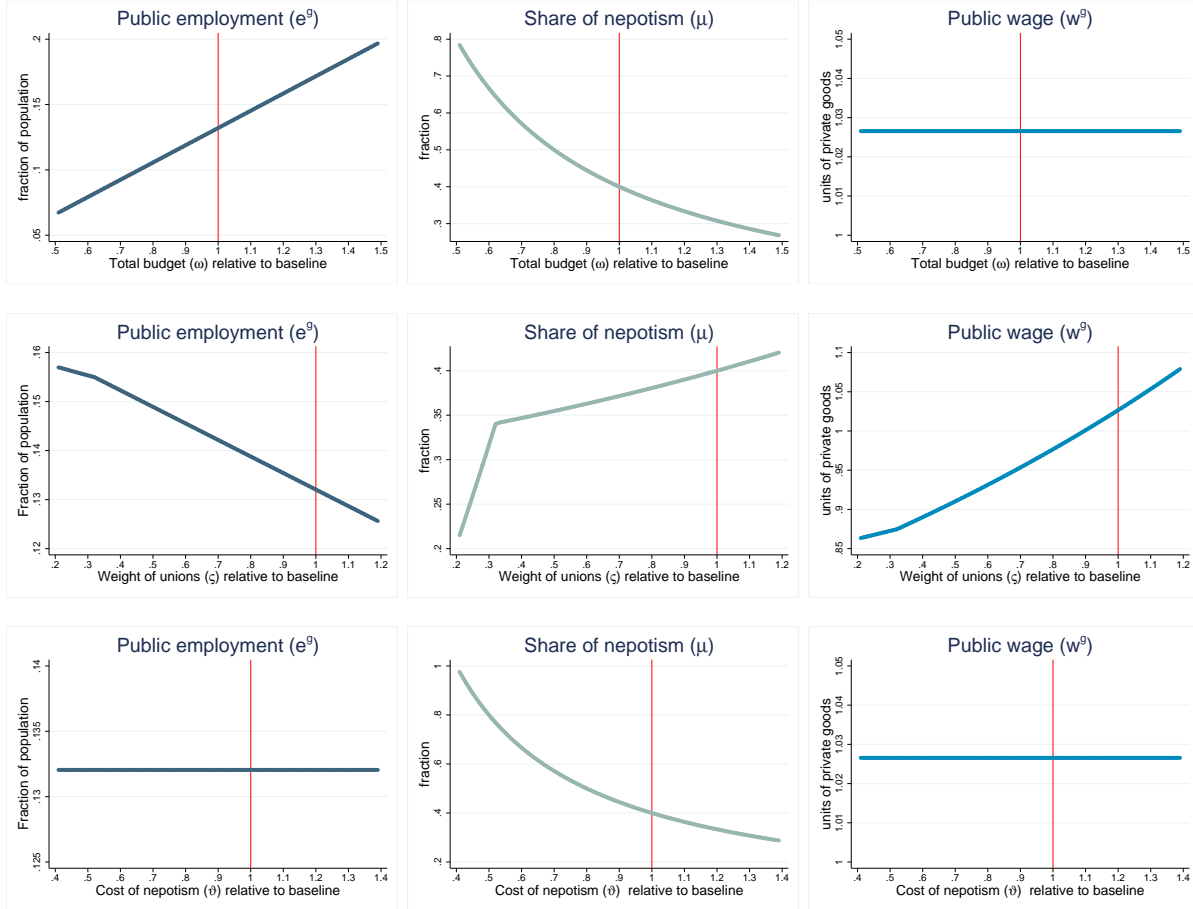 Public employment (eᵍ)
fraction of population
.05 .1 .15 .2
.5 .6 .7 .8 .9 1 1.1 1.2 1.3 1.4 1.5
Total budget (ω) relative to baseline
Share of nepotism (μ)
fraction
.3 .4 .5 .6 .7 .8
.5 .6 .7 .8 .9 1 1.1 1.2 1.3 1.4 1.5
Total budget (ω) relative to baseline
Public wage (wᵍ)
units of private goods
1 1.01 1.02 1.03 1.04 1.05
.5 .6 .7 .8 .9 1 1.1 1.2 1.3 1.4 1.5
Total budget (ω) relative to baseline
Public employment (eᵍ)
Fraction of population
.12 .13 .14 .15 .16
.2 .3 .4 .5 .6 .7 .8 .9 1 1.1 1.2
Weight of unions (ς) relative to baseline
Share of nepotism (μ)
fraction
.2 .25 .3 .35 .4
.2 .3 .4 .5 .6 .7 .8 .9 1 1.1 1.2
Weight of unions (ς) relative to baseline
Public wage (wᵍ)
units of private goods
.85 .9 .95 1 1.05 1.1
.2 .3 .4 .5 .6 .7 .8 .9 1 1.1 1.2
Weight of unions (ς) relative to baseline
Public employment (eᵍ)
Fraction of population
.125 .13 .135 .14
.4 .5 .6 .7 .8 .9 1 1.1 1.2 1.3 1.4
Cost of nepotism (ϑ) relative to baseline
Share of nepotism (μ)
fraction
.2 .4 .6 .8 1
.4 .5 .6 .7 .8 .9 1 1.1 1.2 1.3 1.4
Cost of nepotism (ϑ) relative to baseline
Public wage (wᵍ)
units of private goods
1 1.01 1.02 1.03 1.04 1.05
.4 .5 .6 .7 .8 .9 1 1.1 1.2 1.3 1.4
Cost of nepotism (ϑ) relative to baseline